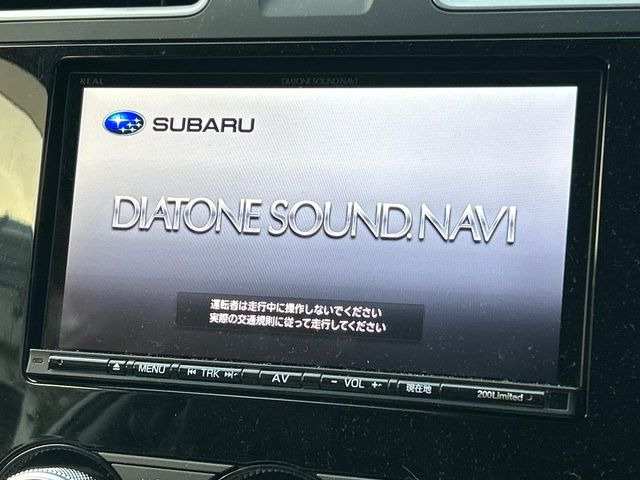 REAL DIATONE SOUND.NAVI
SUBARU
DIATONE SOUND.NAVI
運転者は走行中に操作しないでください
実際の交通規則に従って走行してください
MENU TRK AV − VOL + 現在地 200Limited